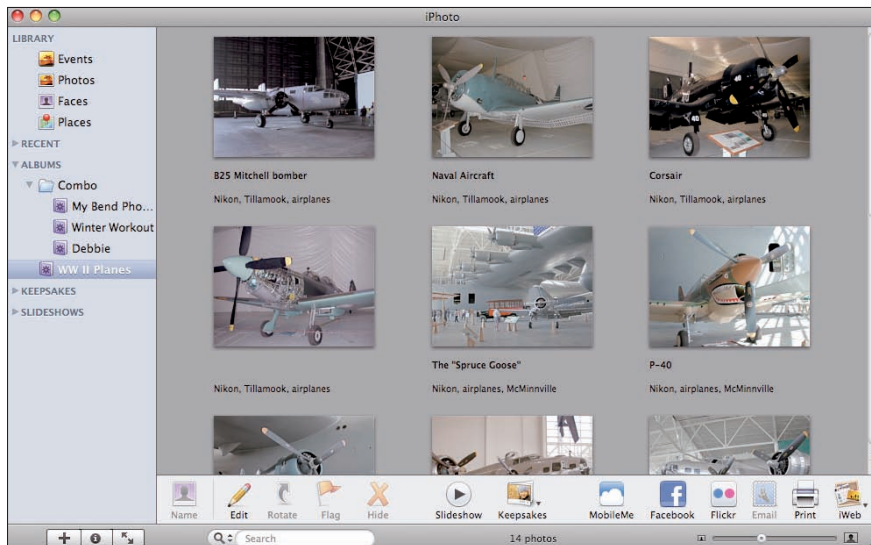 iPhoto
LIBRARY
Events
Photos
Faces
Places
RECENT
ALBUMS
Combo
My Bend Pho...
Winter Workout
Debbie
WW II Planes
KEEPSAKES
SLIDESHOWS
B25 Mitchell bomber
Naval Aircraft
Corsair
Nikon, Tillamook, airplanes
Nikon, Tillamook, airplanes
Nikon, Tillamook, airplanes
40
40
The "Spruce Goose"
P-40
Nikon, Tillamook, airplanes
Nikon, airplanes, McMinnville
Nikon, airplanes, McMinnville
Name
Edit
Rotate
Flag
Hide
Slideshow
Keepsakes
MobileMe
Facebook
Flickr
Email
Print
iWeb
Search
14 photos